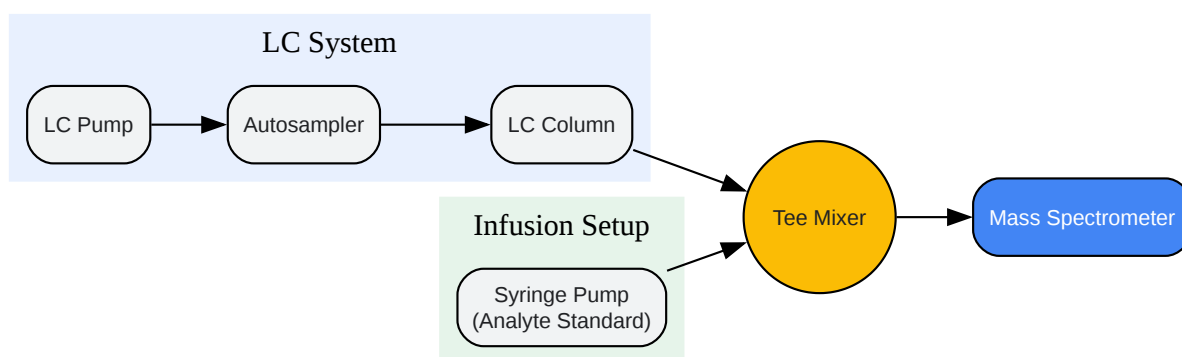 LC System
LC Pump
Autosampler
LC Column
Tee Mixer
Mass Spectrometer
Infusion Setup
Syringe Pump
(Analyte Standard)